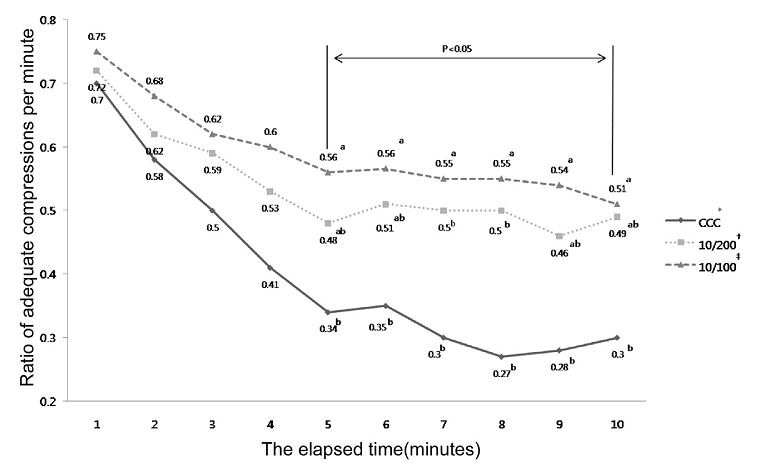 0.8
0.7
0.6
0.5
0.4
0.3
0.2
Ratio of adequate compressions per minute
P<0.05
0.75
0.68
0.62
0.6
0.56 a
0.56 a
0.55 a
0.55 a
0.54 a
0.51 a
0.72
0.62
0.59
0.53
0.48 ab
0.51 ab
0.5 b
0.5 b
0.46 ab
0.49 ab
0.7
0.58
0.5
0.41
0.34 b
0.35 b
0.3 b
0.27 b
0.28 b
0.3 b
CCC
10/200†
10/100‡
1 2 3 4 5 6 7 8 9 10
The elapsed time(minutes)